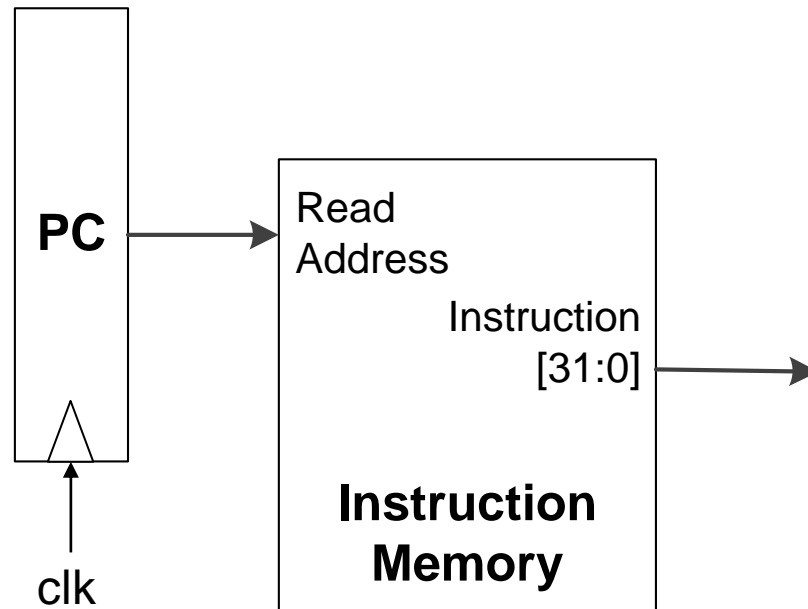 PC
Read
Address
Instruction
[31:0]
Instruction
Memory
clk